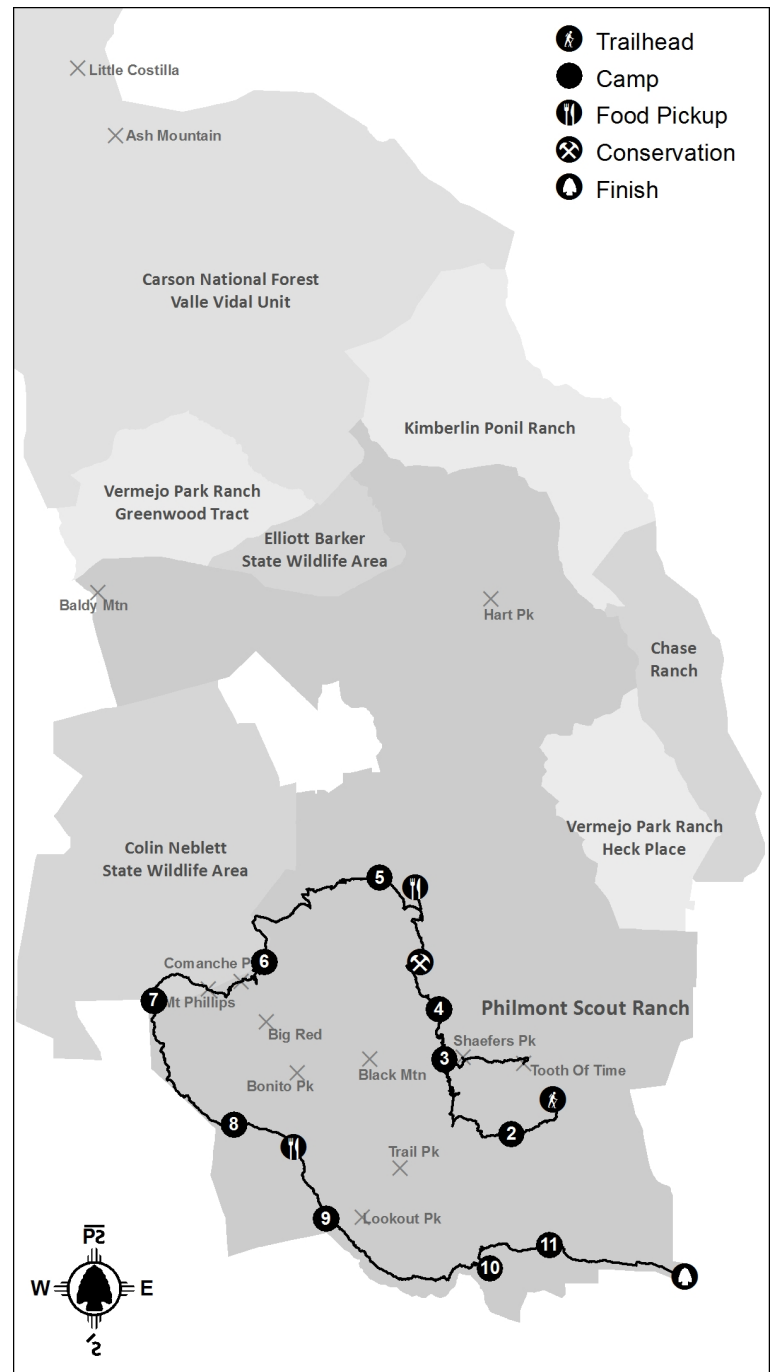 Trailhead
Camp
Food Pickup
Conservation
Finish
Little Costilla
Ash Mountain
Carson National Forest
Valle Vidal Unit
Kimberlin Ponil Ranch
Vermejo Park Ranch
Greenwood Tract
Elliott Barker
State Wildlife Area
Baldy Mtn
Hart Pk
Chase
Ranch
Vermejo Park Ranch
Heck Place
Colin Neblett
State Wildlife Area
5
Comanche P
6
7
Mt Phillips
4
Philmont Scout Ranch
Big Red
3
Shaefers Pk
Tooth Of Time
Black Mtn
Bonito Pk
8
2
Trail Pk
9
Lookout Pk
10
11
W
E